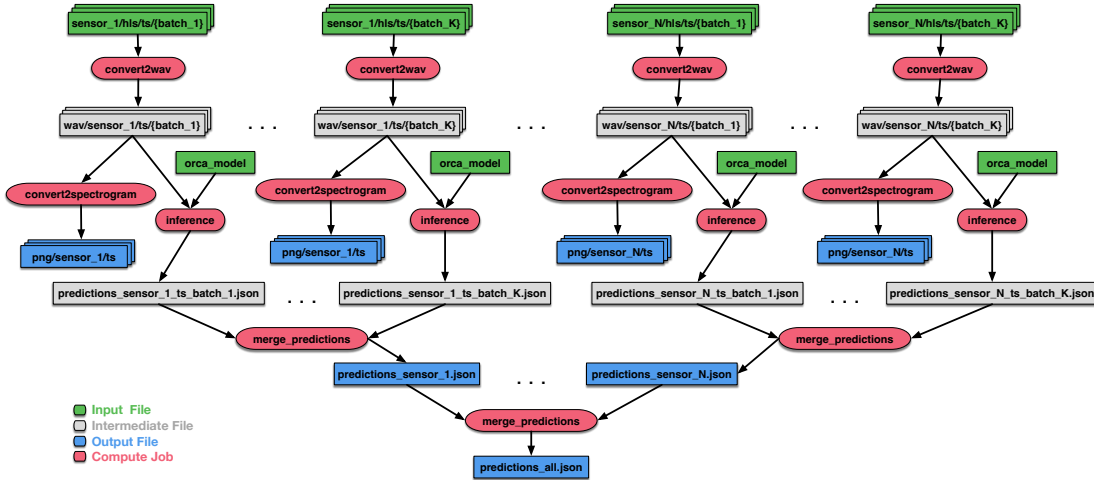 sensor_1/hls/ts/{batch_1}
sensor_1/hls/ts/{batch_K}
sensor_N/hls/ts/{batch_1}
sensor_N/hls/ts/{batch_K}
convert2wav
convert2wav
convert2wav
convert2wav
wav/sensor_1/ts/{batch_1}
. . .
wav/sensor_1/ts/{batch_K}
. . .
wav/sensor_N/ts/{batch_1}
. . .
wav/sensor_N/ts/{batch_K}
orca_model
orca_model
orca_model
orca_model
convert2spectrogram
convert2spectrogram
convert2spectrogram
convert2spectrogram
inference
inference
inference
inference
png/sensor_1/ts
png/sensor_1/ts
png/sensor_N/ts
png/sensor_N/ts
predictions_sensor_1_ts_batch_1.json
. . .
predictions_sensor_1_ts_batch_K.json
predictions_sensor_N_ts_batch_1.json
. . .
predictions_sensor_N_ts_batch_K.json
merge_predictions
merge_predictions
predictions_sensor_1.json
. . .
predictions_sensor_N.json
merge_predictions
predictions_all.json
Input File
Intermediate File
Output File
Compute Job